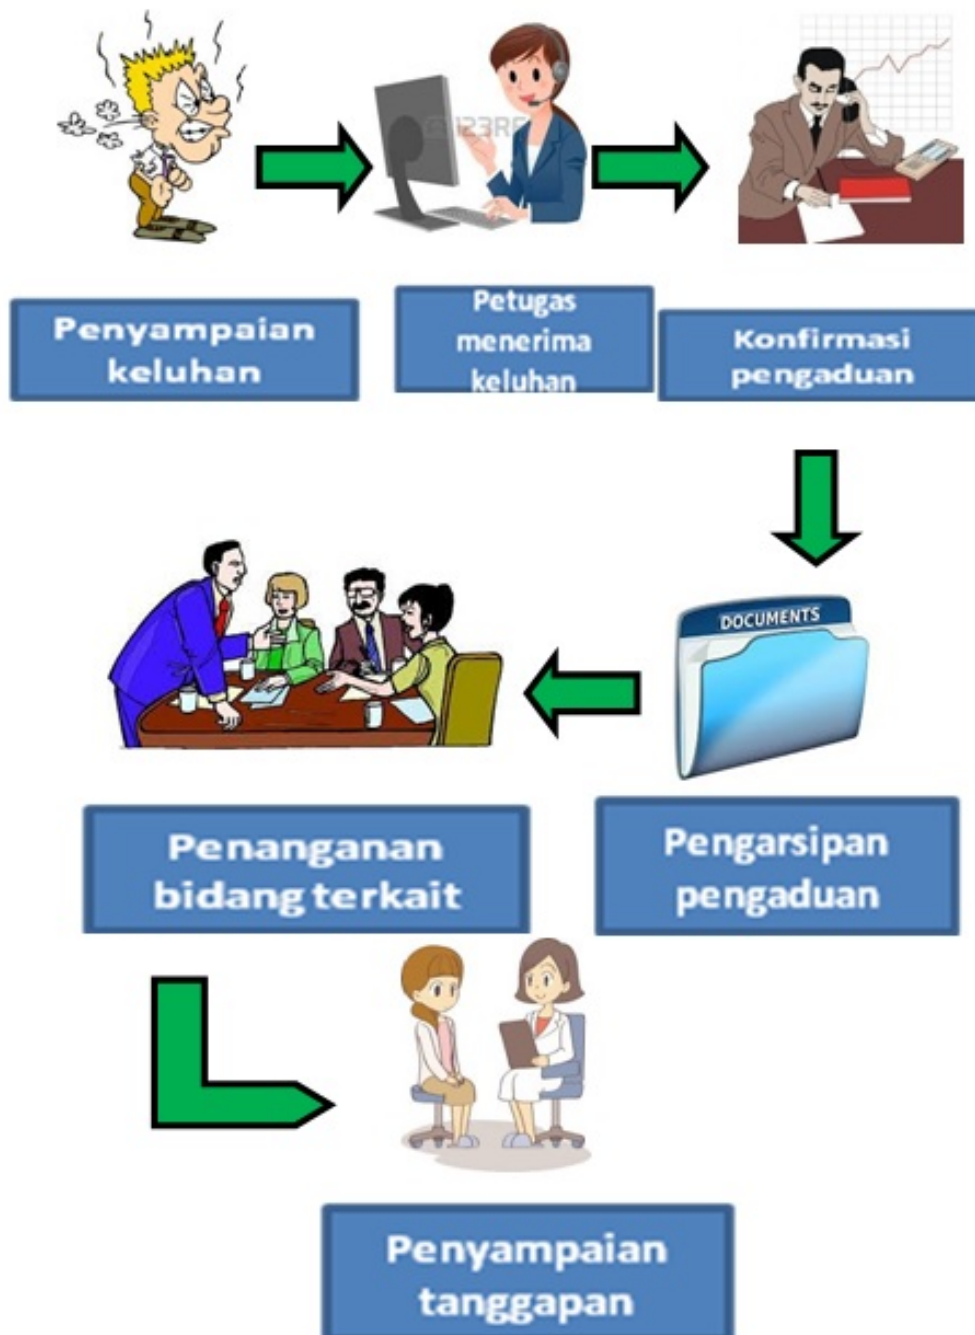 Penyampaian
keluhan
Petugas
menerima
keluhan
Konfirmasi
pengaduan
DOCUMENTS
Penanganan
bidang terkait
Pengarsipan
pengaduan
Penyampaian
tanggapan